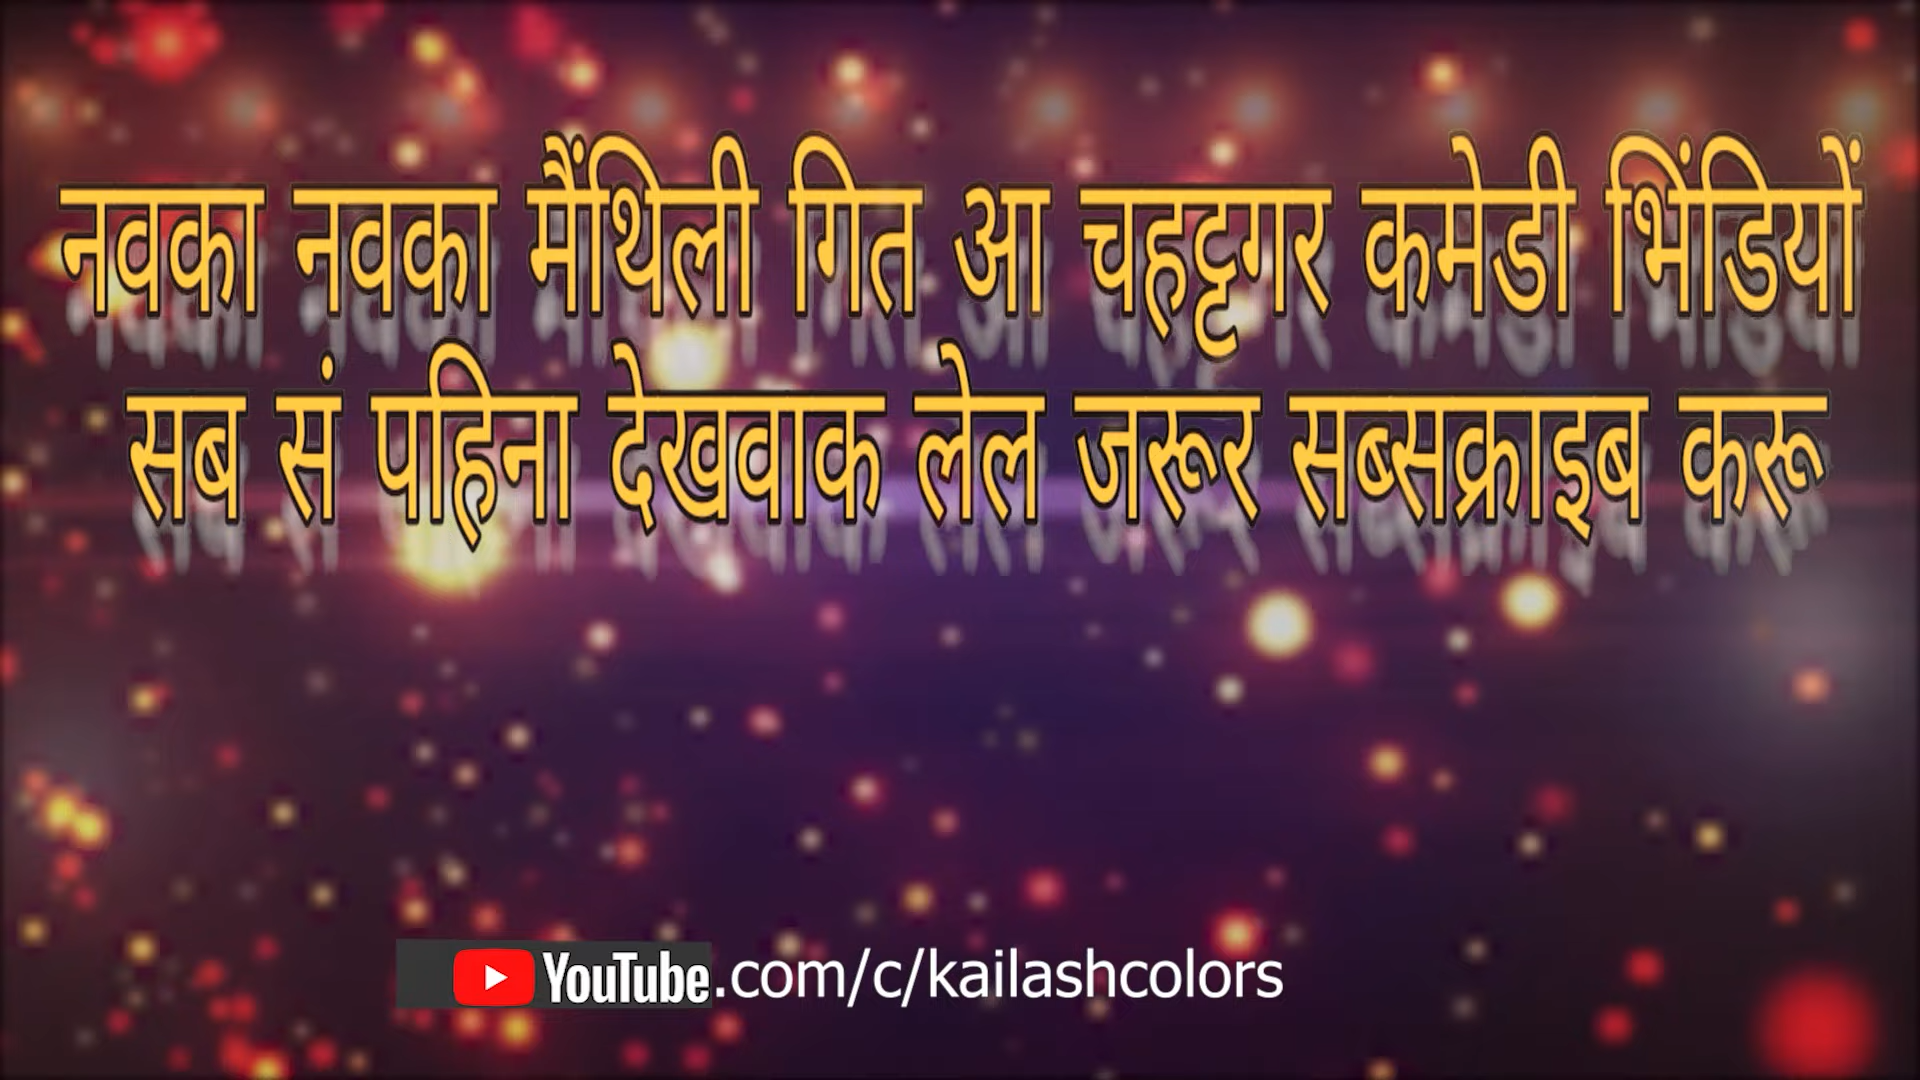 नवका नवका मैंथिली गित आ चहट्टगर कमेडी भिंडियों
सब सं पहिना देखवाक लेल जरूर सब्सक्राइब करू
YouTube.com/c/kailashcolors